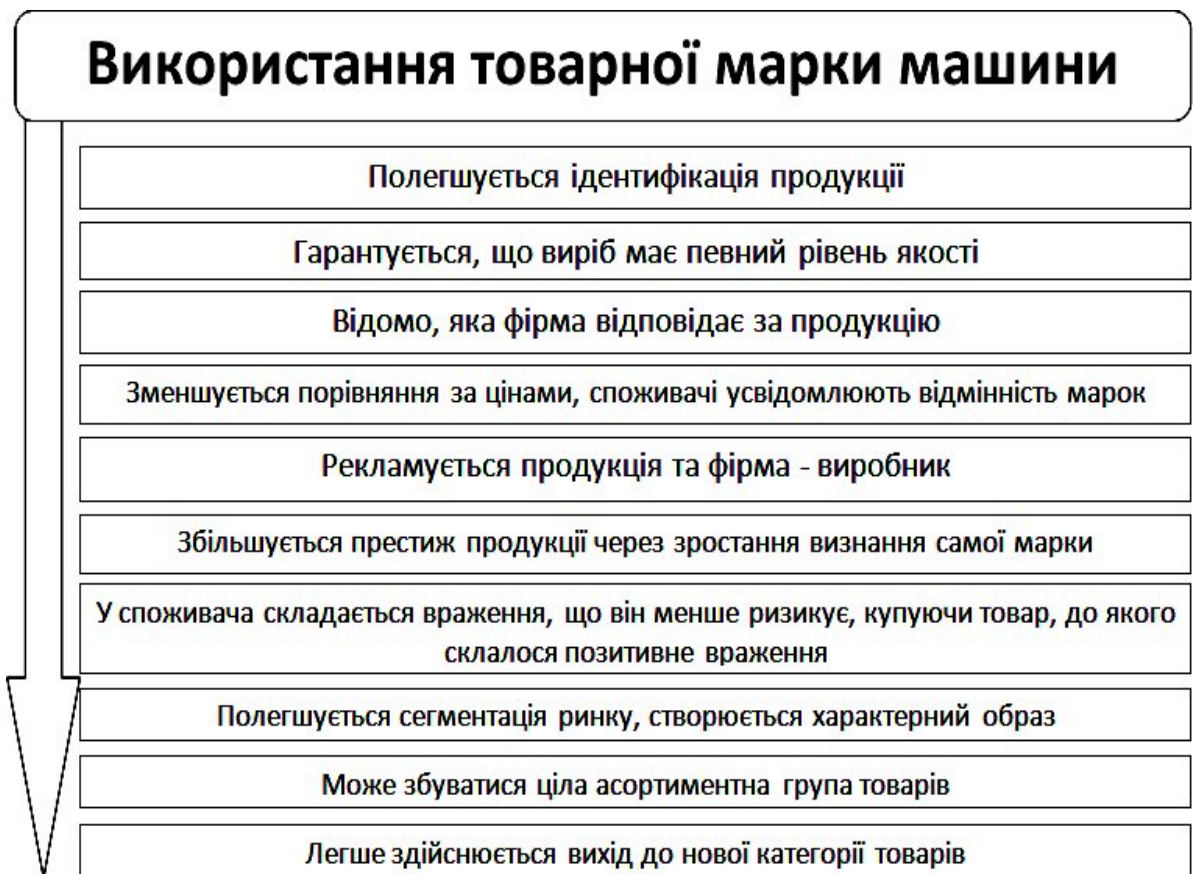 Використання товарної марки машини
Полегшується ідентифікація продукції
Гарантується, що виріб має певний рівень якості
Відомо, яка фірма відповідає за продукцію
Зменшується порівняння за цінами, споживачі усвідомлюють відмінність марок
Рекламується продукція та фірма - виробник
Збільшується престиж продукції через зростання визнання самої марки
У споживача складається враження, що він менше ризикує, купуючи товар, до якого
склалося позитивне враження
Полегшується сегментація ринку, створюється характерний образ
Може збуватися ціла асортиментна група товарів
Легше здійснюється вихід до нової категорії товарів